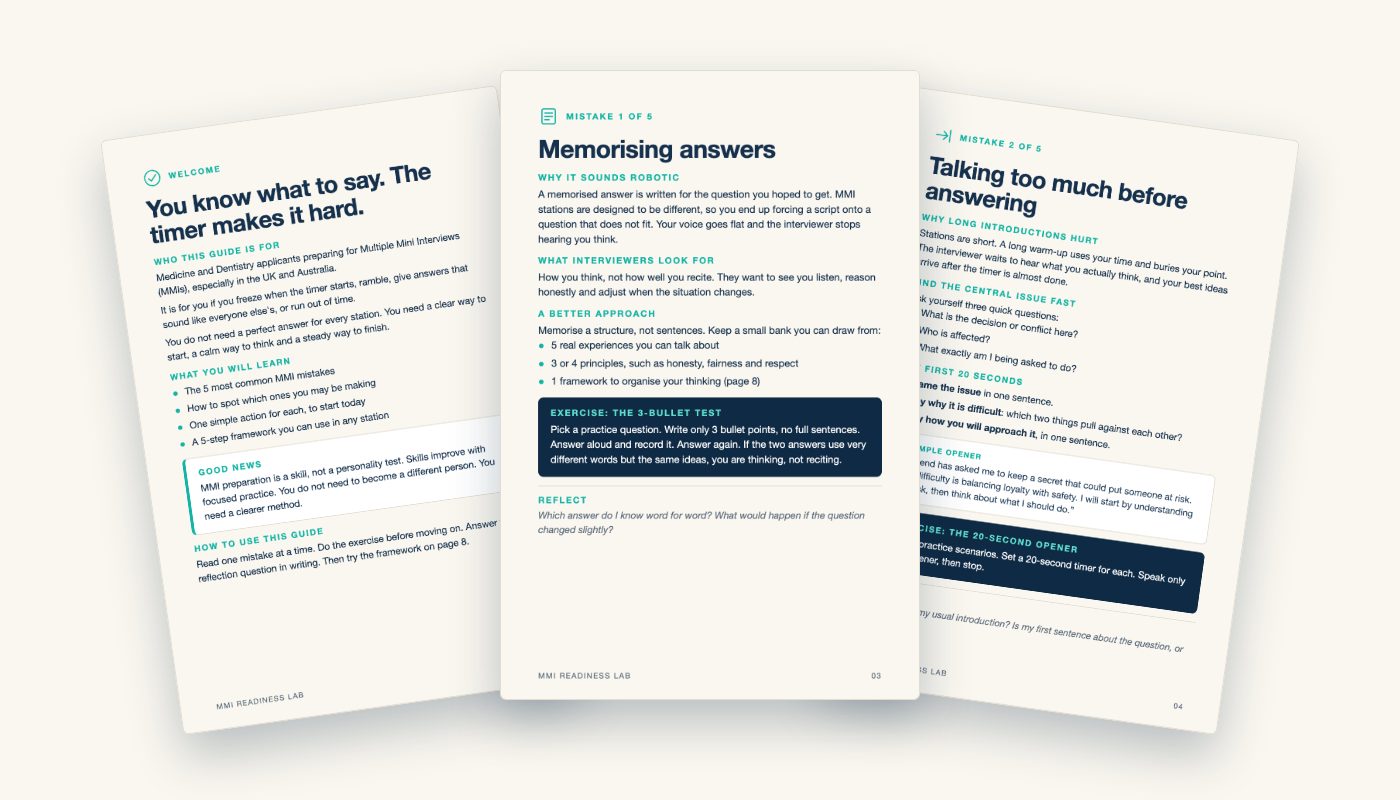 WELCOME
You know what to say. The
timer makes it hard.
WHO THIS GUIDE IS FOR
Medicine and Dentistry applicants preparing for Multiple Mini Interviews
(MMIs), especially in the UK and Australia.
It is for you if you freeze when the timer starts, ramble, give answers that
sound like everyone else's, or run out of time.
You do not need a perfect answer for every station. You need a clear way to
start, a calm way to think and a steady way to finish.
WHAT YOU WILL LEARN
The 5 most common MMI mistakes
How to spot which ones you may be making
One simple action for each, to start today
A 5-step framework you can use in any station
GOOD NEWS
MMI preparation is a skill, not a personality test. Skills improve with
focused practice. You do not need to become a different person. You
need a clearer method.
HOW TO USE THIS GUIDE
Read one mistake at a time. Do the exercise before moving on. Answer
reflection question in writing. Then try the framework on page 8.
MMI READINESS LAB
MISTAKE 1 OF 5
Memorising answers
WHY IT SOUNDS ROBOTIC
A memorised answer is written for the question you hoped to get. MMI
stations are designed to be different, so you end up forcing a script onto a
question that does not fit. Your voice goes flat and the interviewer stops
hearing you think.
WHAT INTERVIEWERS LOOK FOR
How you think, not how well you recite. They want to see you listen, reason
honestly and adjust when the situation changes.
A BETTER APPROACH
Memorise a structure, not sentences. Keep a small bank you can draw from:
5 real experiences you can talk about
3 or 4 principles, such as honesty, fairness and respect
1 framework to organise your thinking (page 8)
EXERCISE: THE 3-BULLET TEST
Pick a practice question. Write only 3 bullet points, no full sentences.
Answer aloud and record it. Answer again. If the two answers use very
different words but the same ideas, you are thinking, not reciting.
REFLECT
Which answer do I know word for word? What would happen if the question
changed slightly?
MMI READINESS LAB
03
MISTAKE 2 OF 5
Talking too much before
answering
WHY LONG INTRODUCTIONS HURT
Stations are short. A long warm-up uses your time and buries your point.
The interviewer waits to hear what you actually think, and your best ideas
after the timer is almost done.
THE CENTRAL ISSUE FAST
yourself three quick questions:
What is the decision or conflict here?
Who is affected?
What exactly am I being asked to do?
FIRST 20 SECONDS
the issue in one sentence.
why it is difficult: which two things pull against each other?
how you will approach it, in one sentence.
OPENER
has asked me to keep a secret that could put someone at risk.
difficulty is balancing loyalty with safety. I will start by understanding
then think about what I should do."
THE 20-SECOND OPENER
practice scenarios. Set a 20-second timer for each. Speak only
then stop.
my usual introduction? Is my first sentence about the question, or
LAB
04